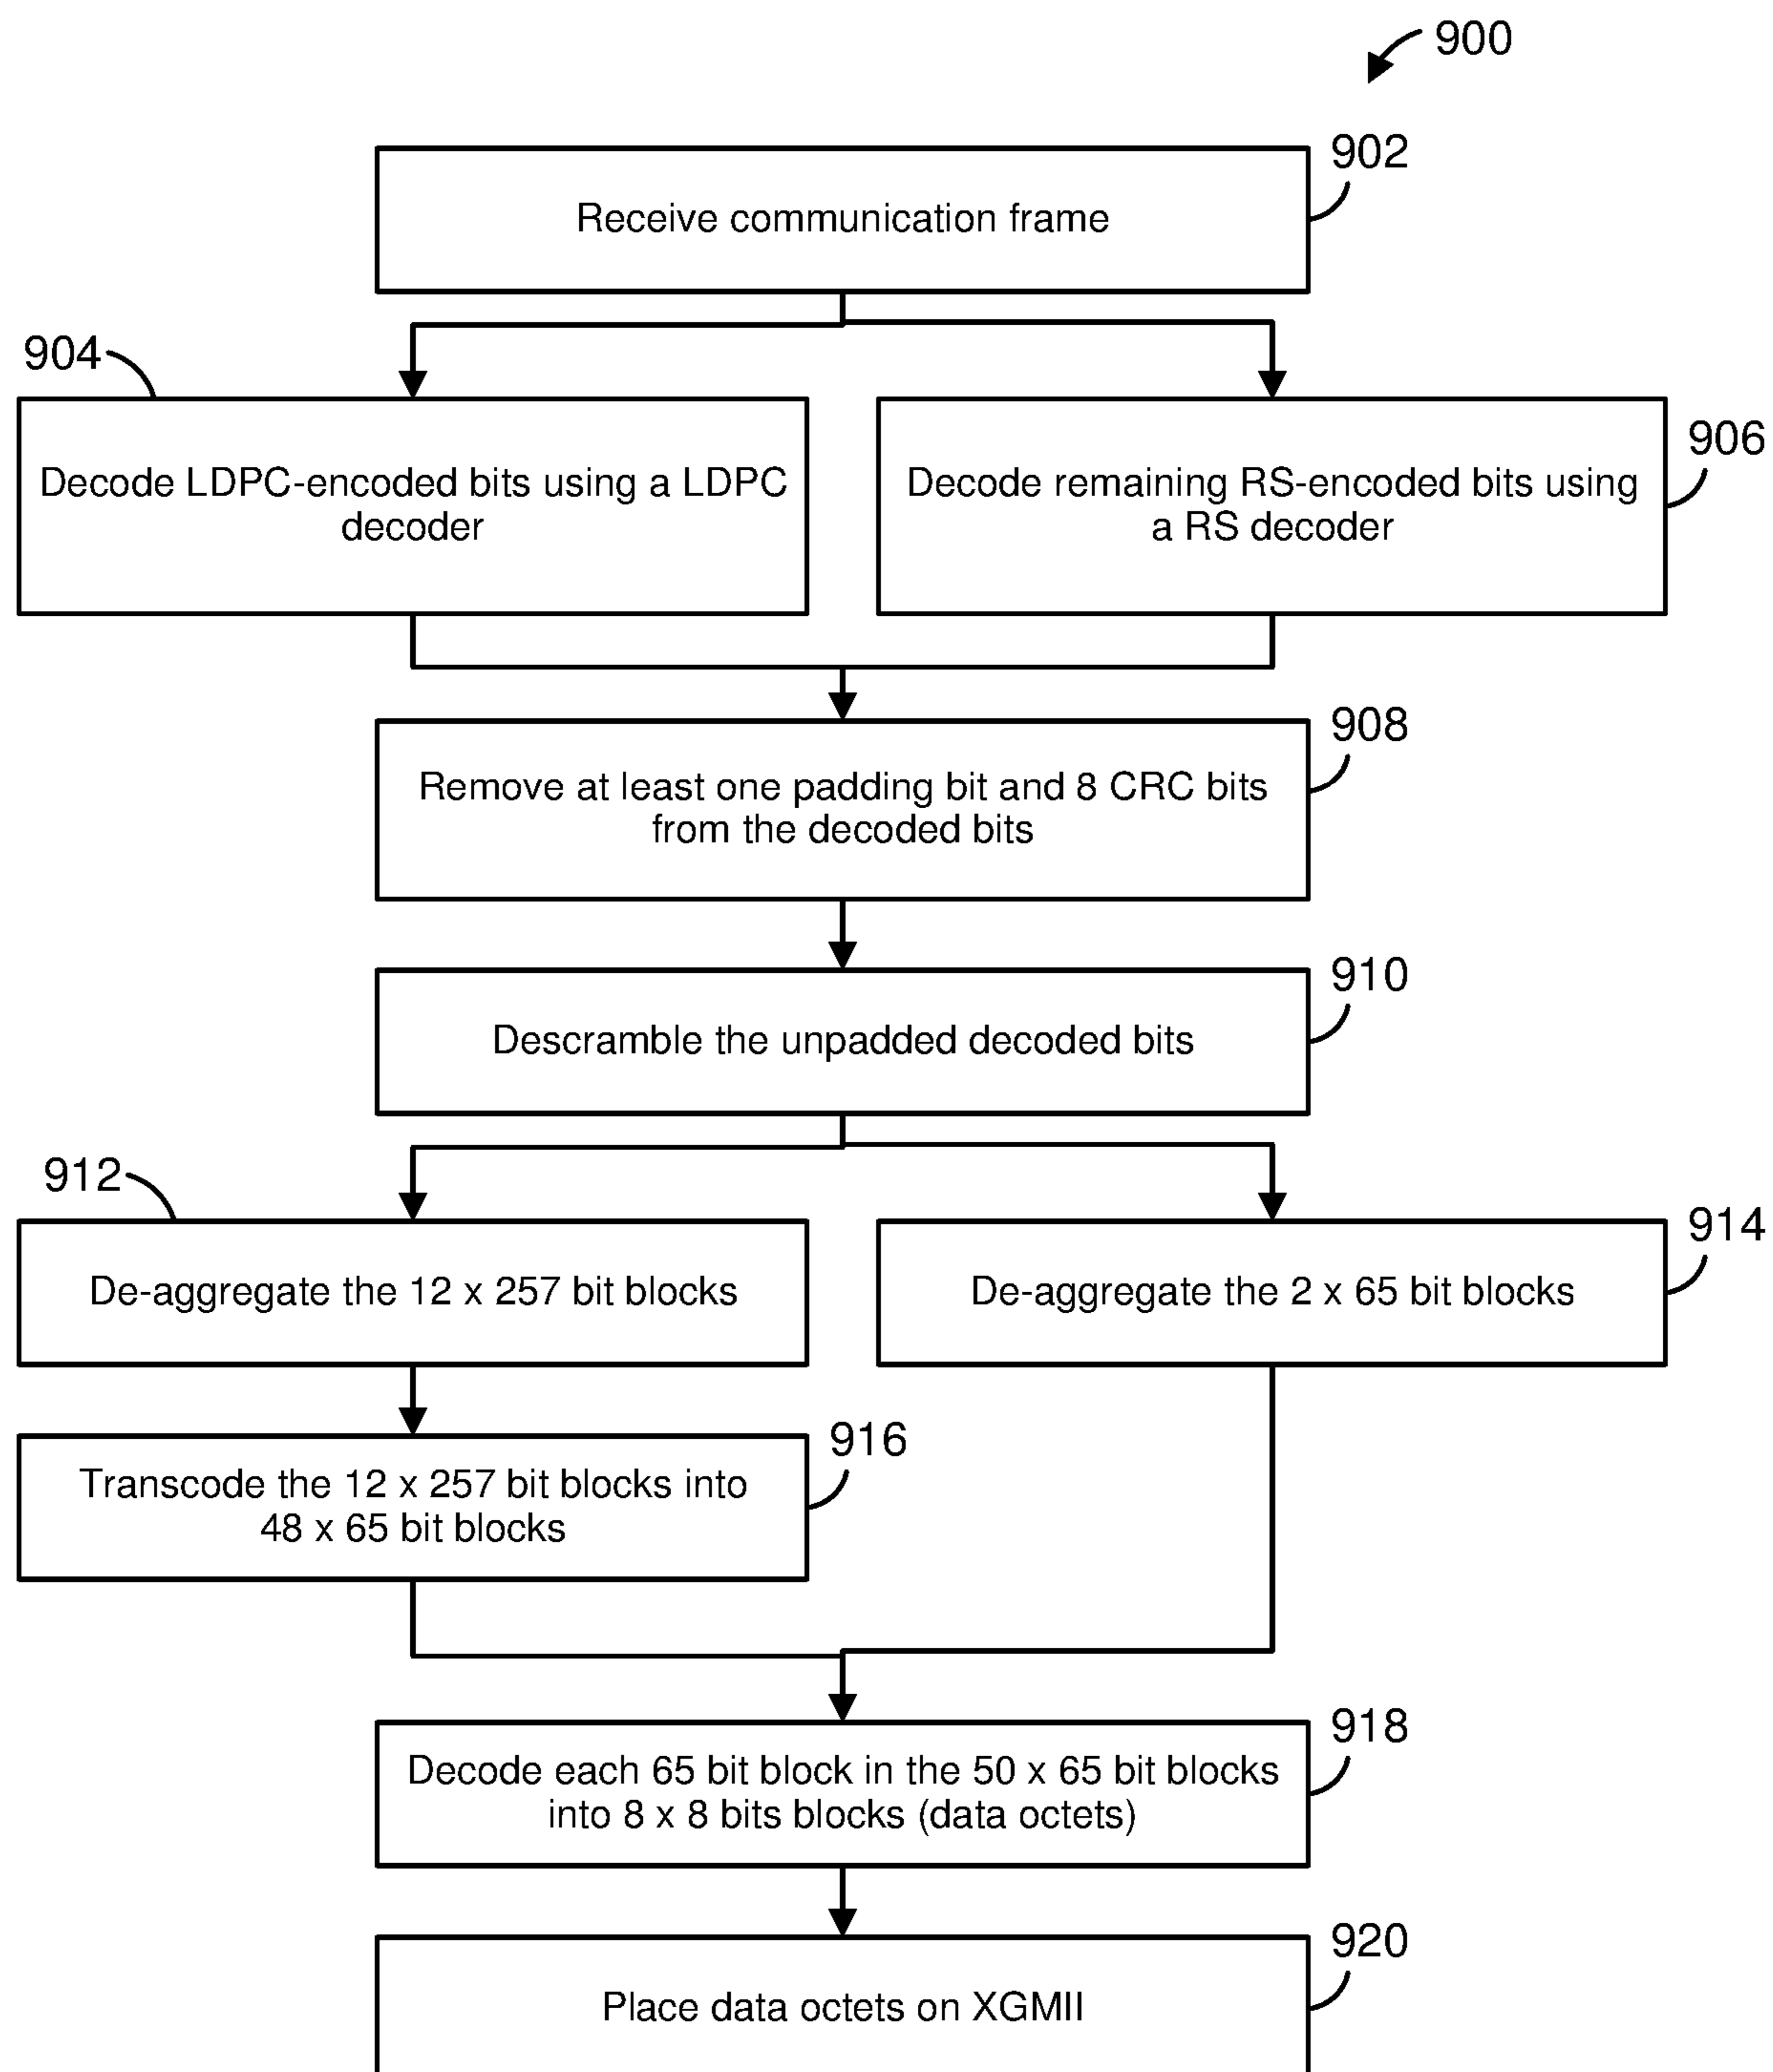 900
902
Receive communication frame
904
906
Decode LDPC-encoded bits using a LDPC
decoder
Decode remaining RS-encoded bits using
a RS decoder
908
Remove at least one padding bit and 8 CRC bits
from the decoded bits
910
Descramble the unpadded decoded bits
912
914
De-aggregate the 12 x 257 bit blocks
De-aggregate the 2 x 65 bit blocks
916
Transcode the 12 x 257 bit blocks into
48 x 65 bit blocks
918
Decode each 65 bit block in the 50 x 65 bit blocks
into 8 x 8 bits blocks (data octets)
920
Place data octets on XGMII